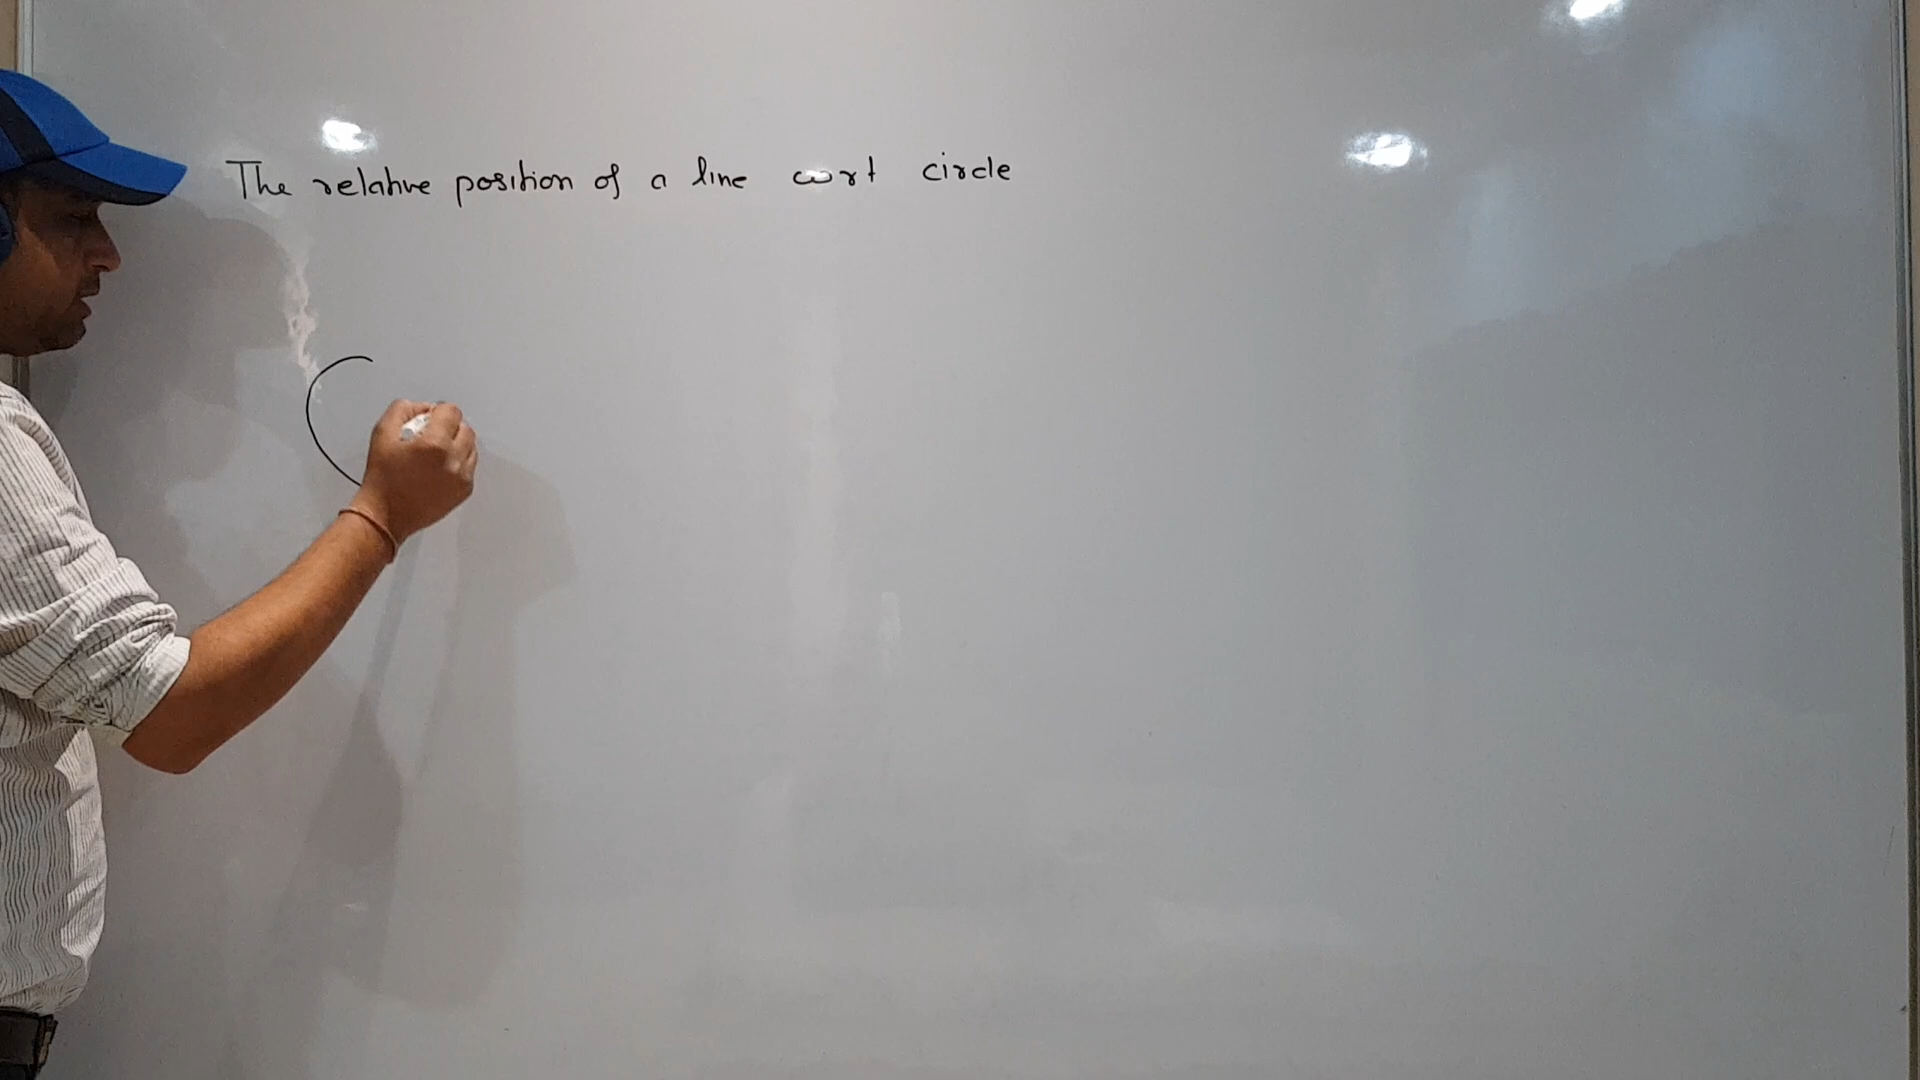 The relative position of a line wrt circle